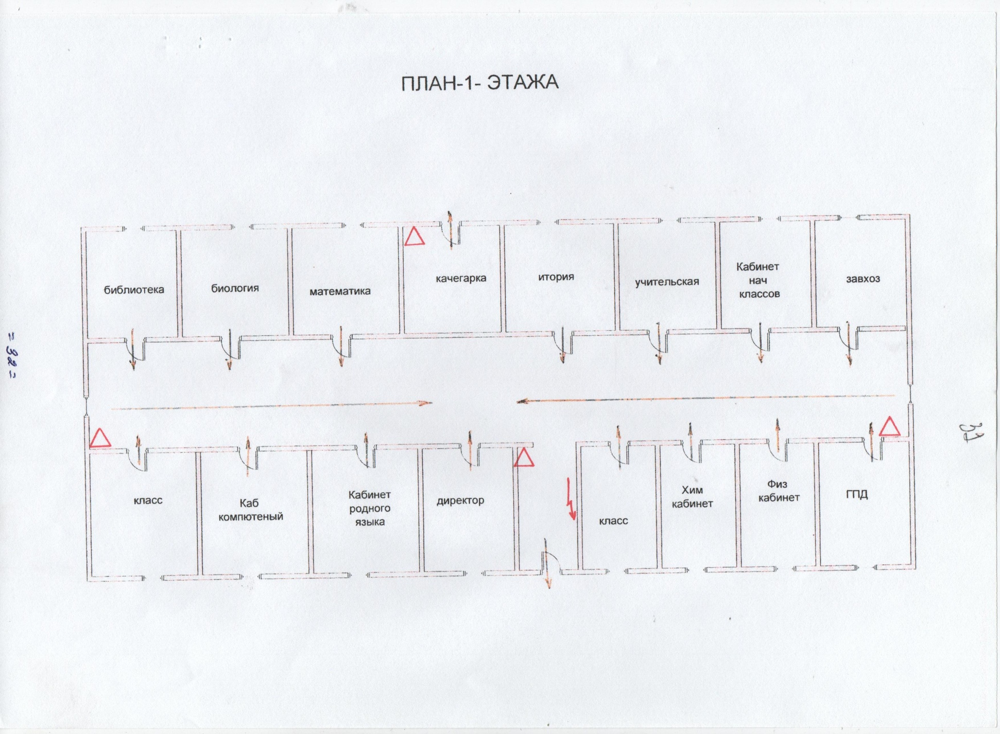 ПЛАН-1- ЭТАЖА
библиотека
биология
математика
качегарка
итория
учительская
Кабинет
нач
классов
завхоз
класс
Каб
компютеный
Кабинет
родного
языка
директор
класс
Хим
кабинет
Физ
кабинет
ГПД
=32=